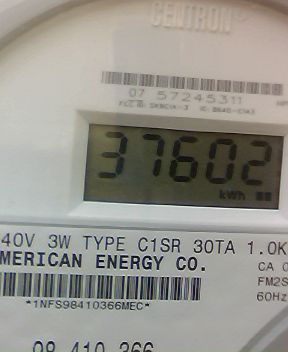 CENTRON®
07 57245311
37602
kWh
40V 3W TYPE C1SR 30TA 1.0K
MERICAN ENERGY CO.
CA 0
FM2S
*1NFS98410366MEC*
60Hz
98 410 366